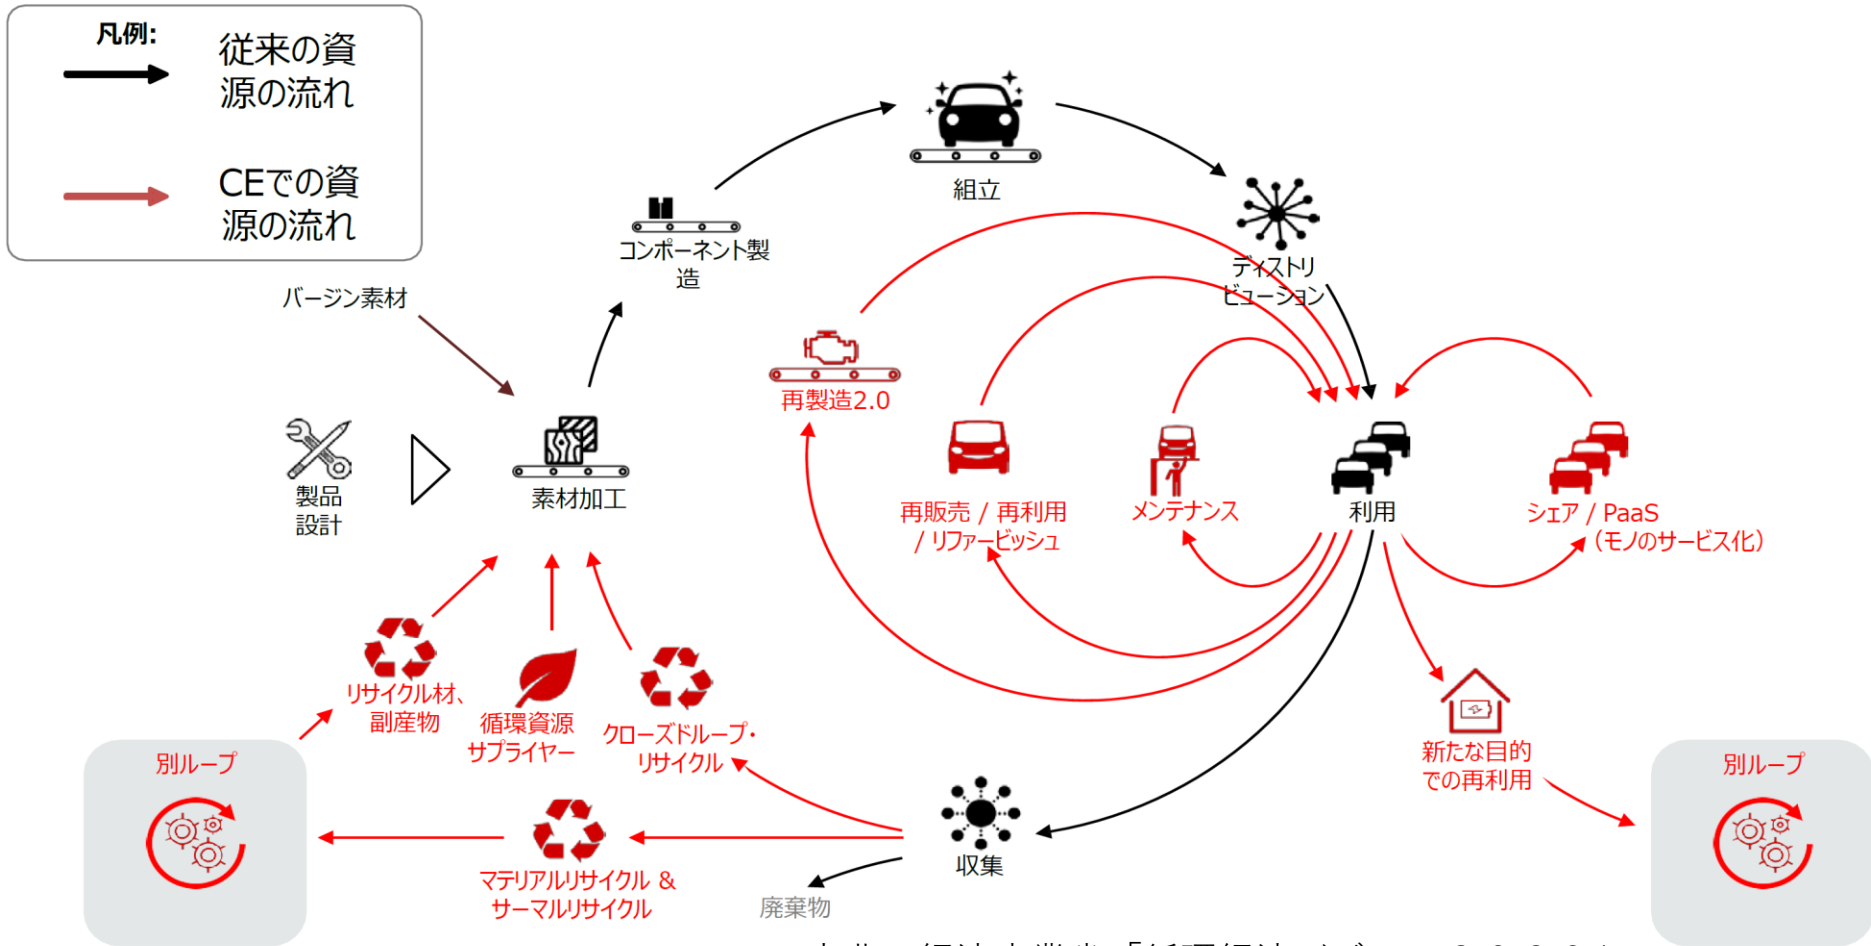 凡例:
従来の資
源の流れ
CEでの資
源の流れ
組立
コンポーネント製
造
ディストリ
ビューション
バージン素材
再製造2.0
製品
設計
素材加工
再販売 / 再利用
/ リファービッシュ
メンテナンス
利用
シェア / PaaS
（モノのサービス化）
リサイクル材、
副産物
循環資源
サプライヤー
クローズドループ・
リサイクル
新たな目的
での再利用
別ループ
別ループ
収集
マテリアルリサイクル &
サーマルリサイクル
廃棄物